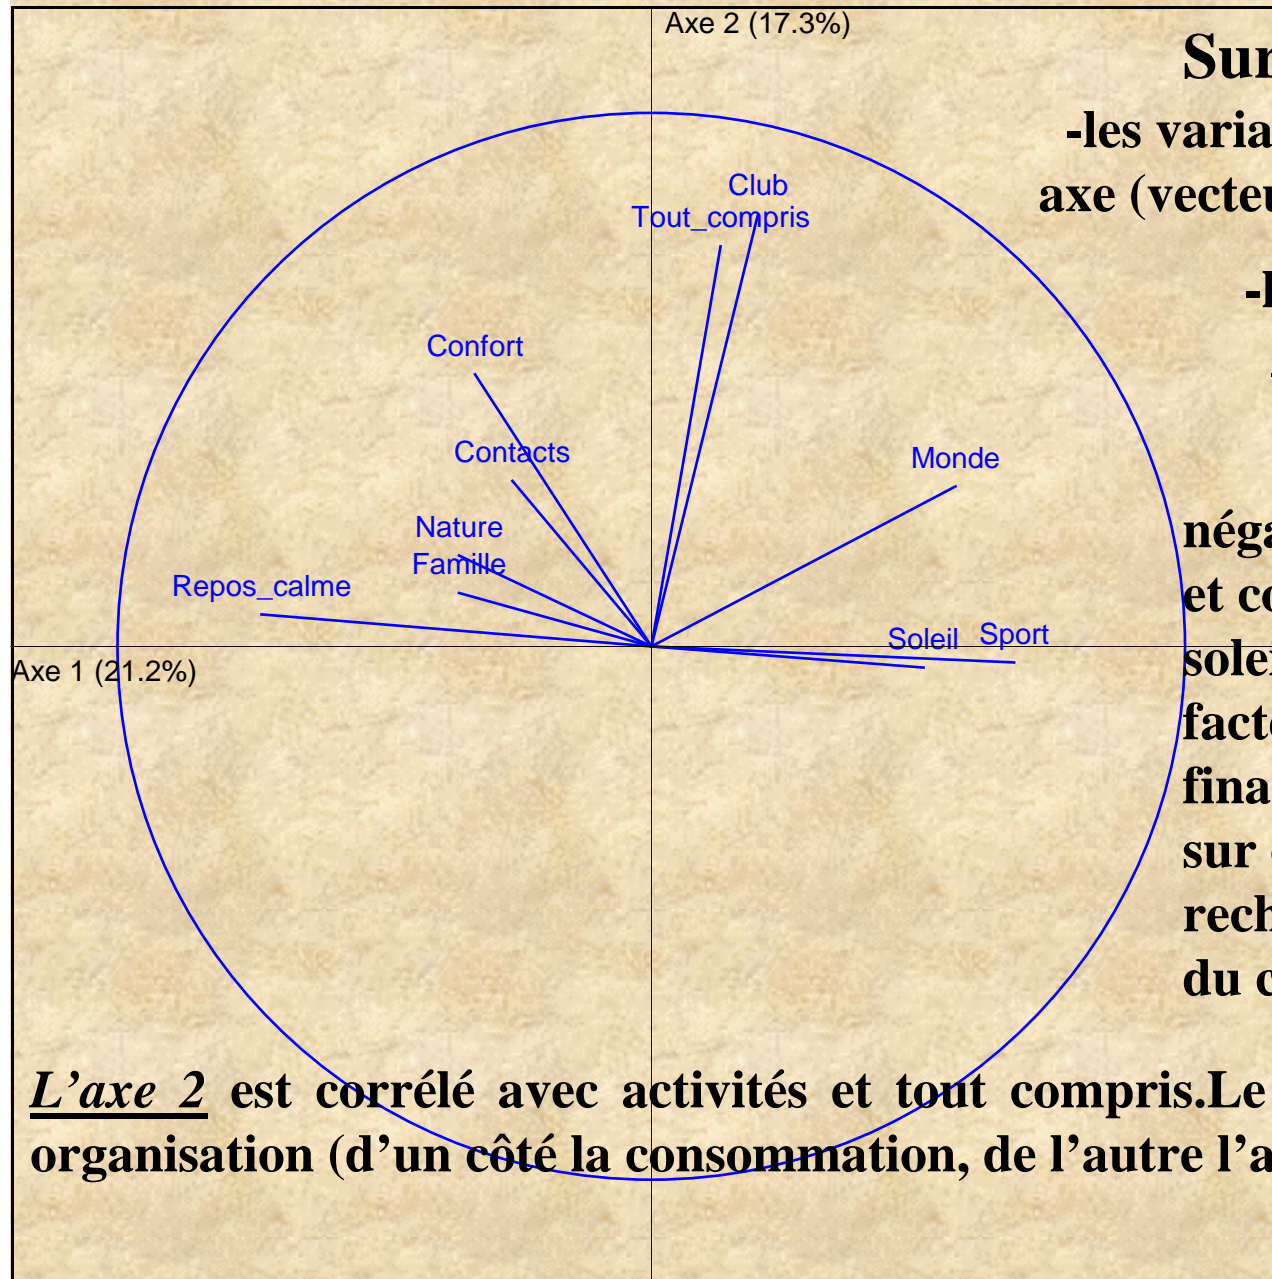 Axe 2 (17.3%)
Sur
-les varia
axe (vecteu
Club
Tout_compris
Confort
Contacts
Monde
Nature
Famille
Repos_calme
Soleil Sport
Axe 1 (21.2%)
néga
et co
sole
facte
fina
sur
rech
du c
L’axe 2 est corrélé avec activités et tout compris.Le
organisation (d’un côté la consommation, de l’autre l’a